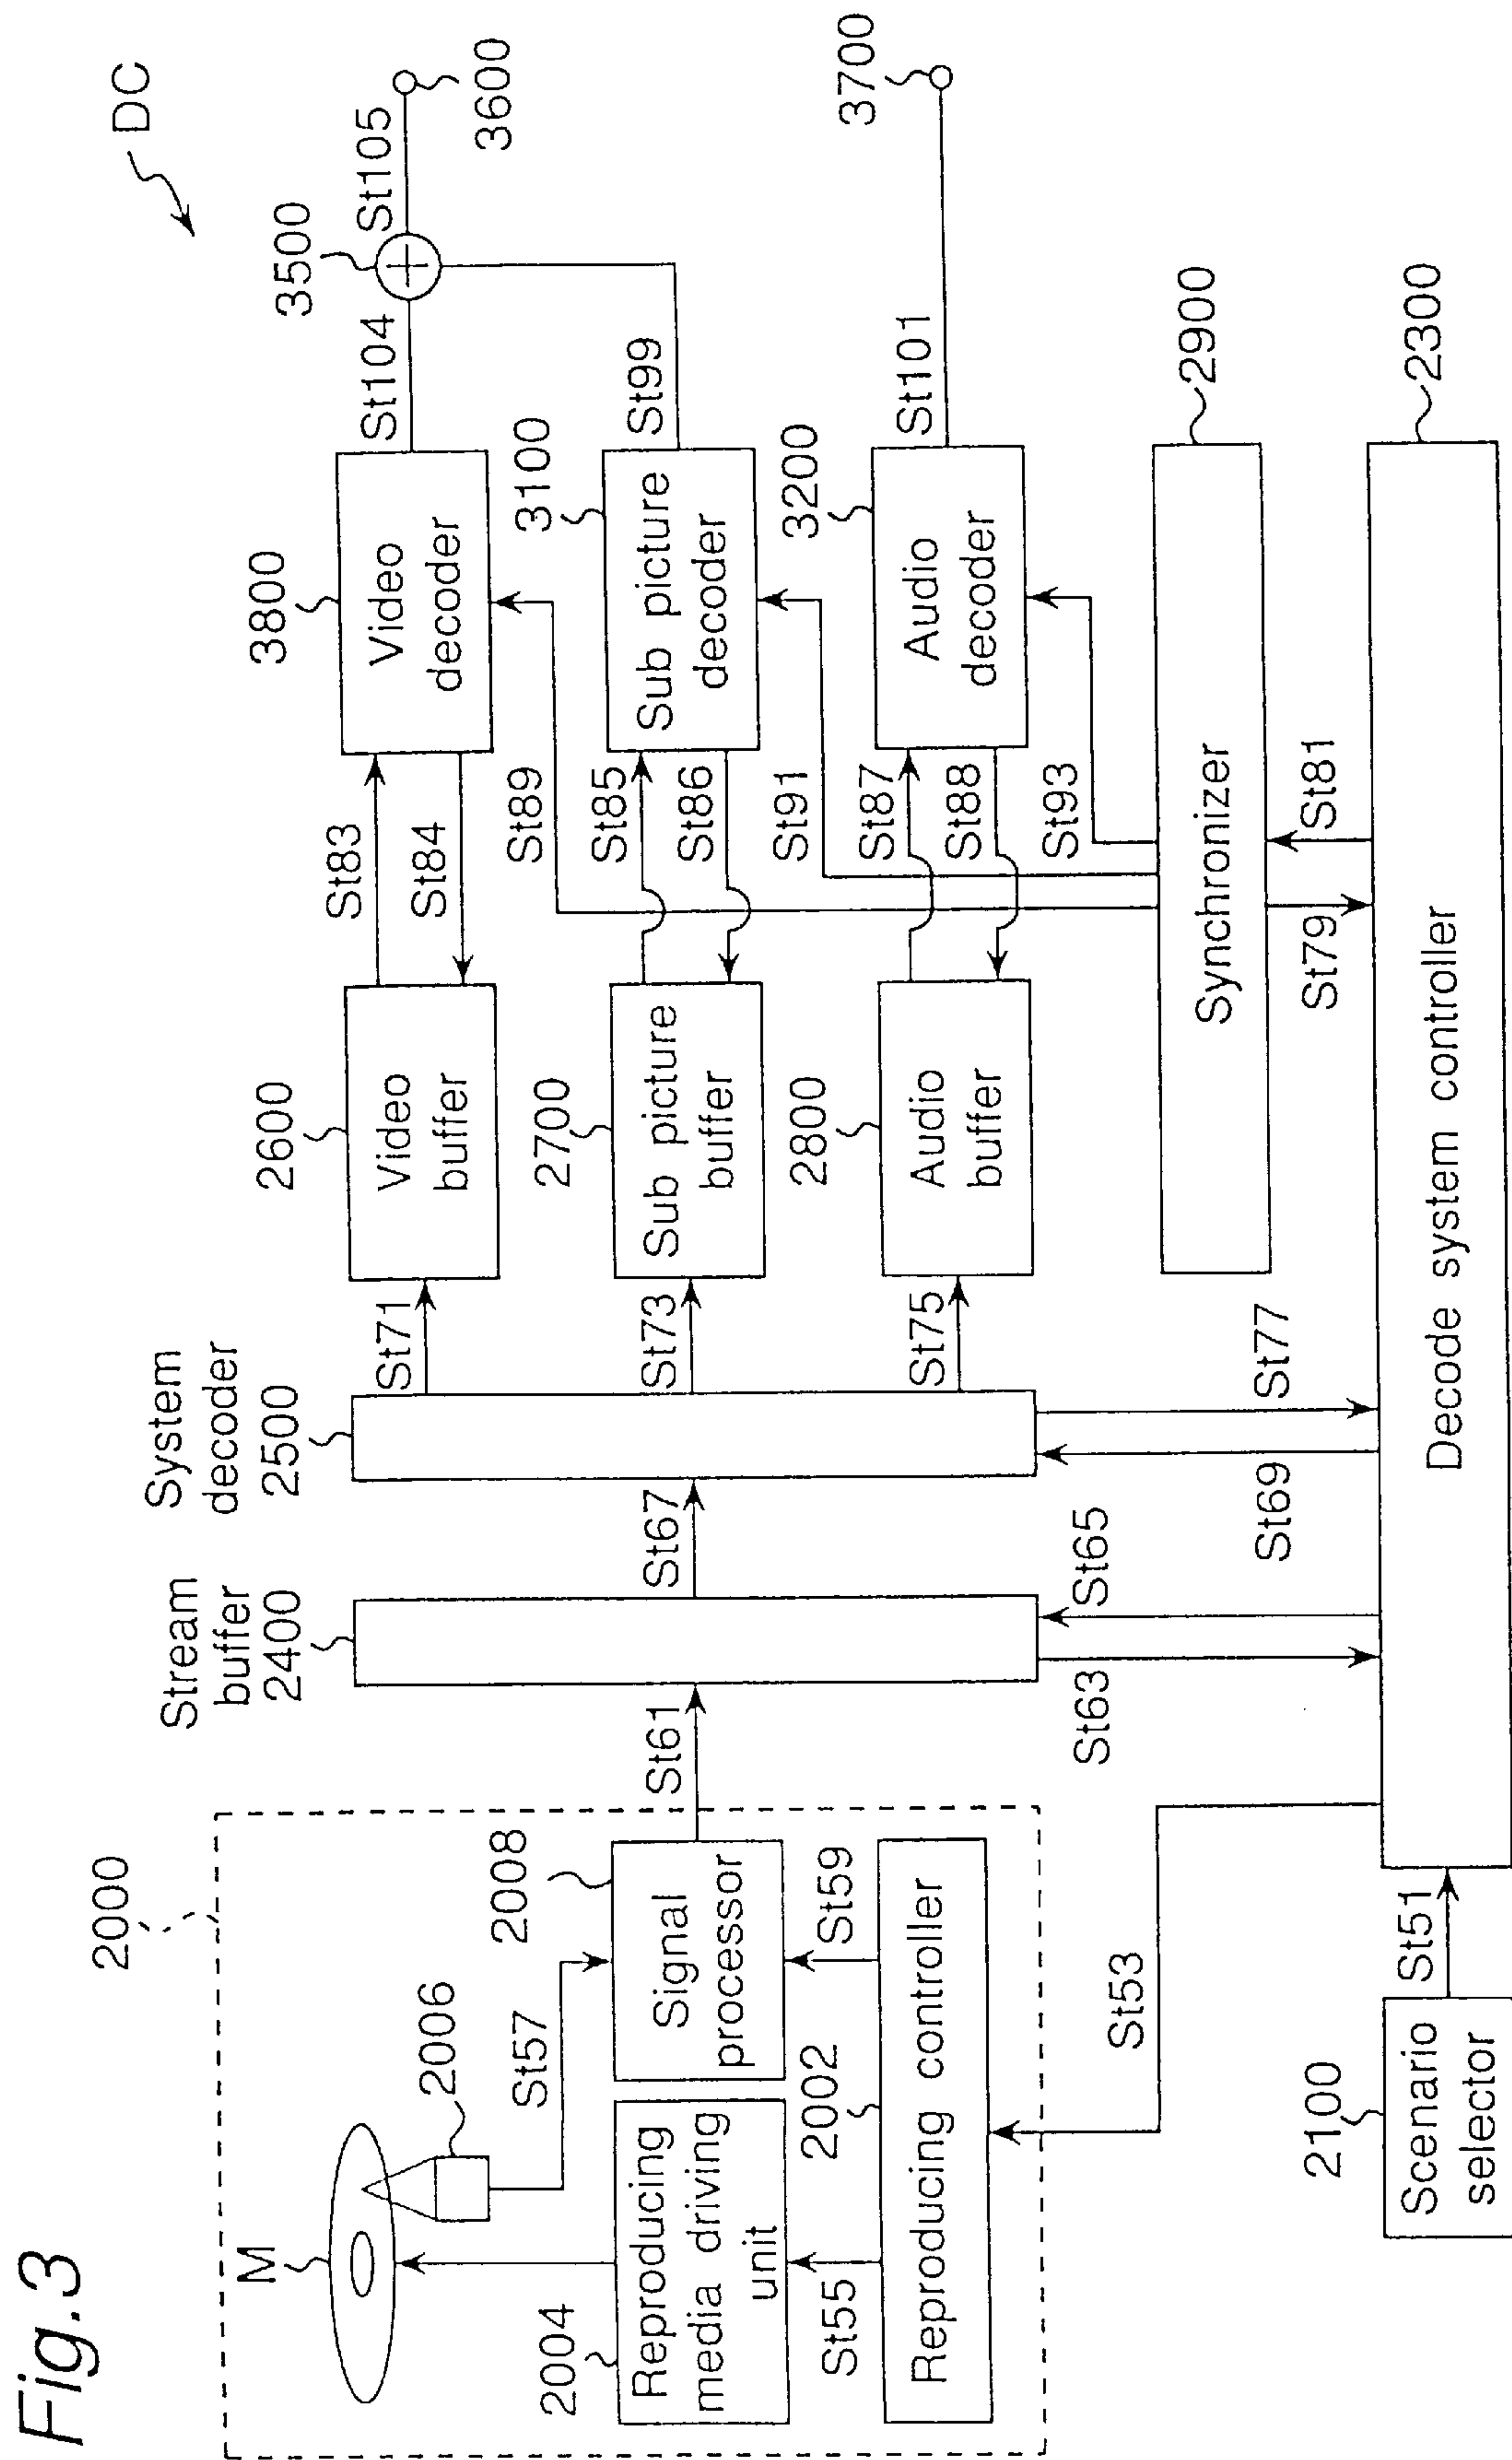 Fig.3
DC
2000
M
2006
St57
2008
Signal
processor
2004
Reproducing
media driving
unit
St55
2002
St59
Reproducing controller
St53
St61
Stream
buffer
2400
St67
System
decoder
2500
St63
St65
St69
St77
St71
St73
St75
2600
Video
buffer
2700
Sub picture
buffer
2800
Audio
buffer
St83
St84
St89
St85
St86
St91
St87
St88
St93
3800
Video
decoder
3100
Sub picture
decoder
3200
Audio
decoder
St104
3500
St105
3600
St99
St101
3700
Synchronizer
2900
St79
St81
Decode system controller
2300
2100
Scenario
selector
St51